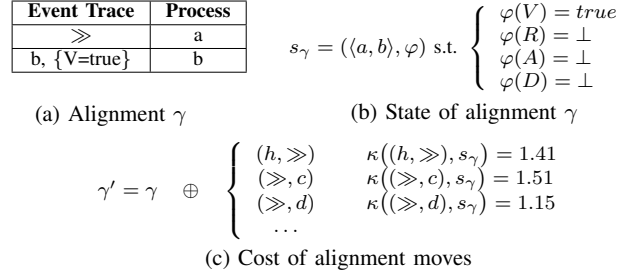 Event Trace Process
≫ a
b, {V=true} b
(a) Alignment γ
s_γ = (⟨a, b⟩, φ) s.t. { φ(V) = true
φ(R) = ⊥
φ(A) = ⊥
φ(D) = ⊥
(b) State of alignment γ
γ′ = γ ⊕ { (h, ≫) κ((h, ≫), s_γ) = 1.41
(≫, c) κ((≫, c), s_γ) = 1.51
(≫, d) κ((≫, d), s_γ) = 1.15
. . .
(c) Cost of alignment moves